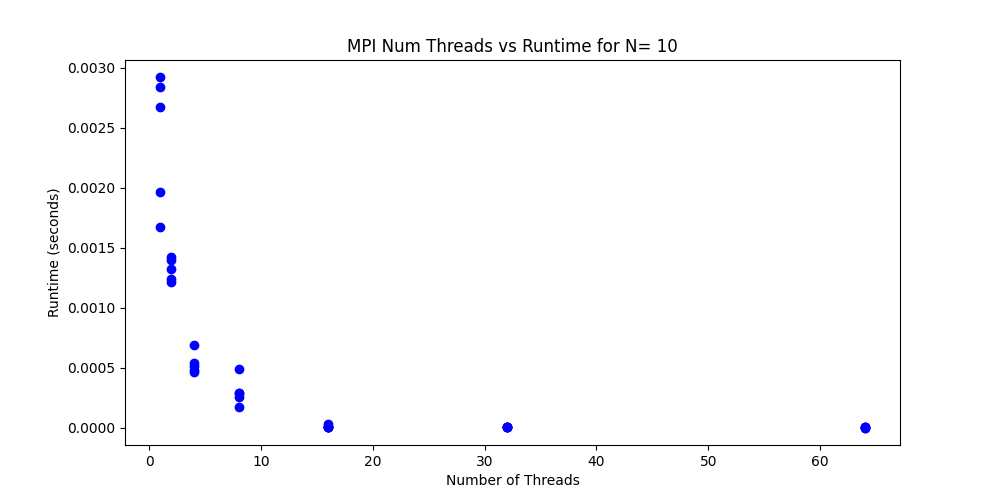 MPI Num Threads vs Runtime for N= 10
0.0030
0.0025
0.0020
0.0015
0.0010
0.0005
0.0000
Runtime (seconds)
0 10 20 30 40 50 60
Number of Threads